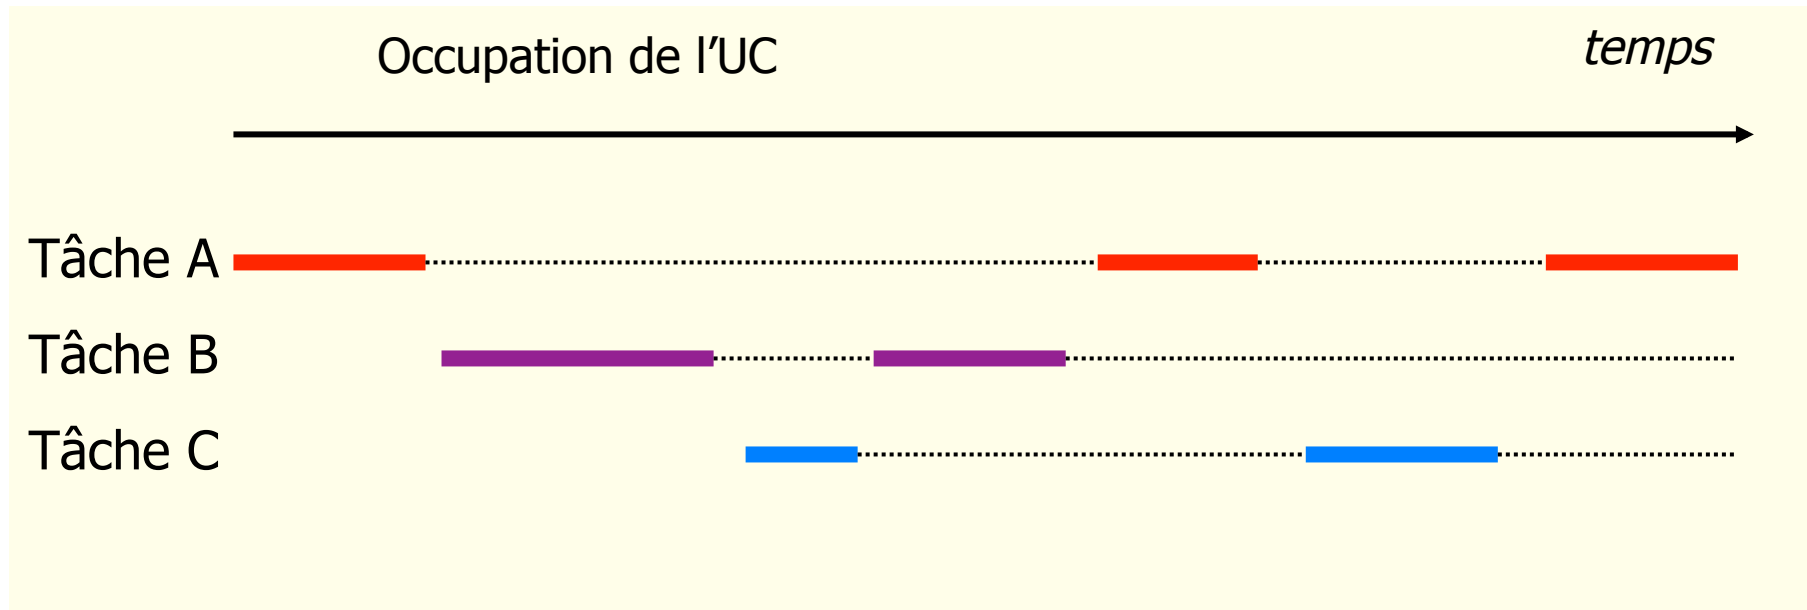 Occupation de l’UC
temps
Tâche A
Tâche B
Tâche C